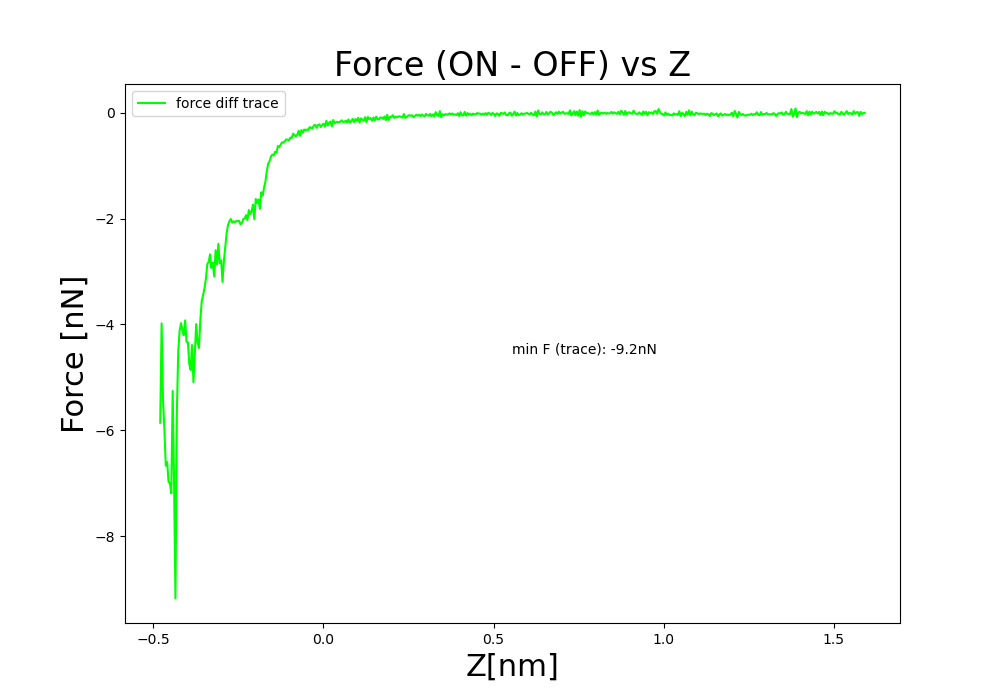 Force (ON - OFF) vs Z
force diff trace
0
−2
−4
−6
−8
Force [nN]
min F (trace): -9.2nN
−0.5
0.0
0.5
1.0
1.5
Z[nm]